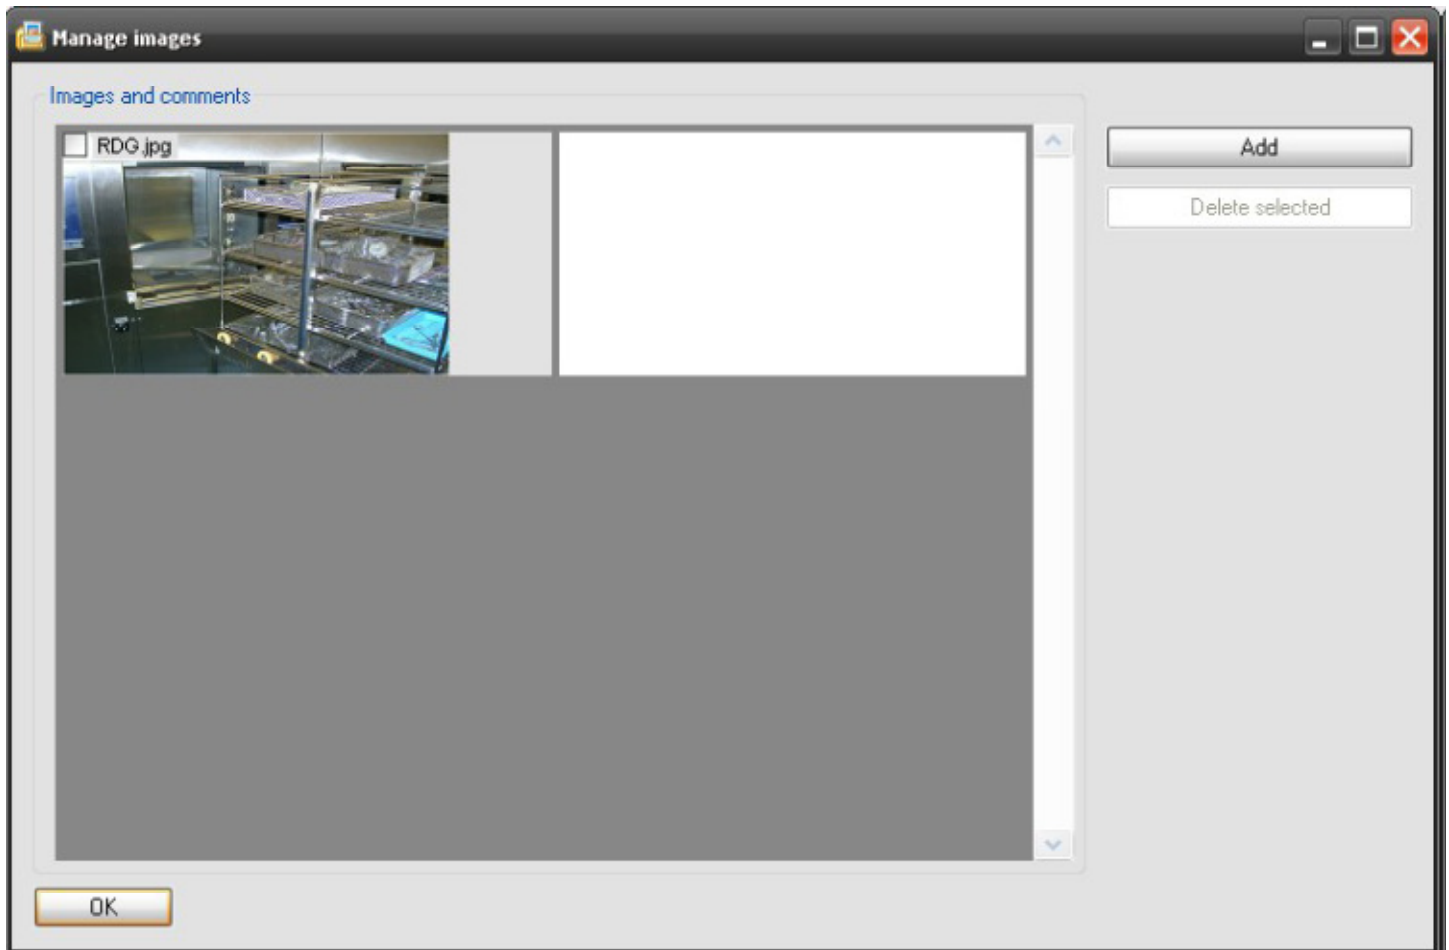 Manage images
Images and comments
RDG.jpg
Add
Delete selected
OK